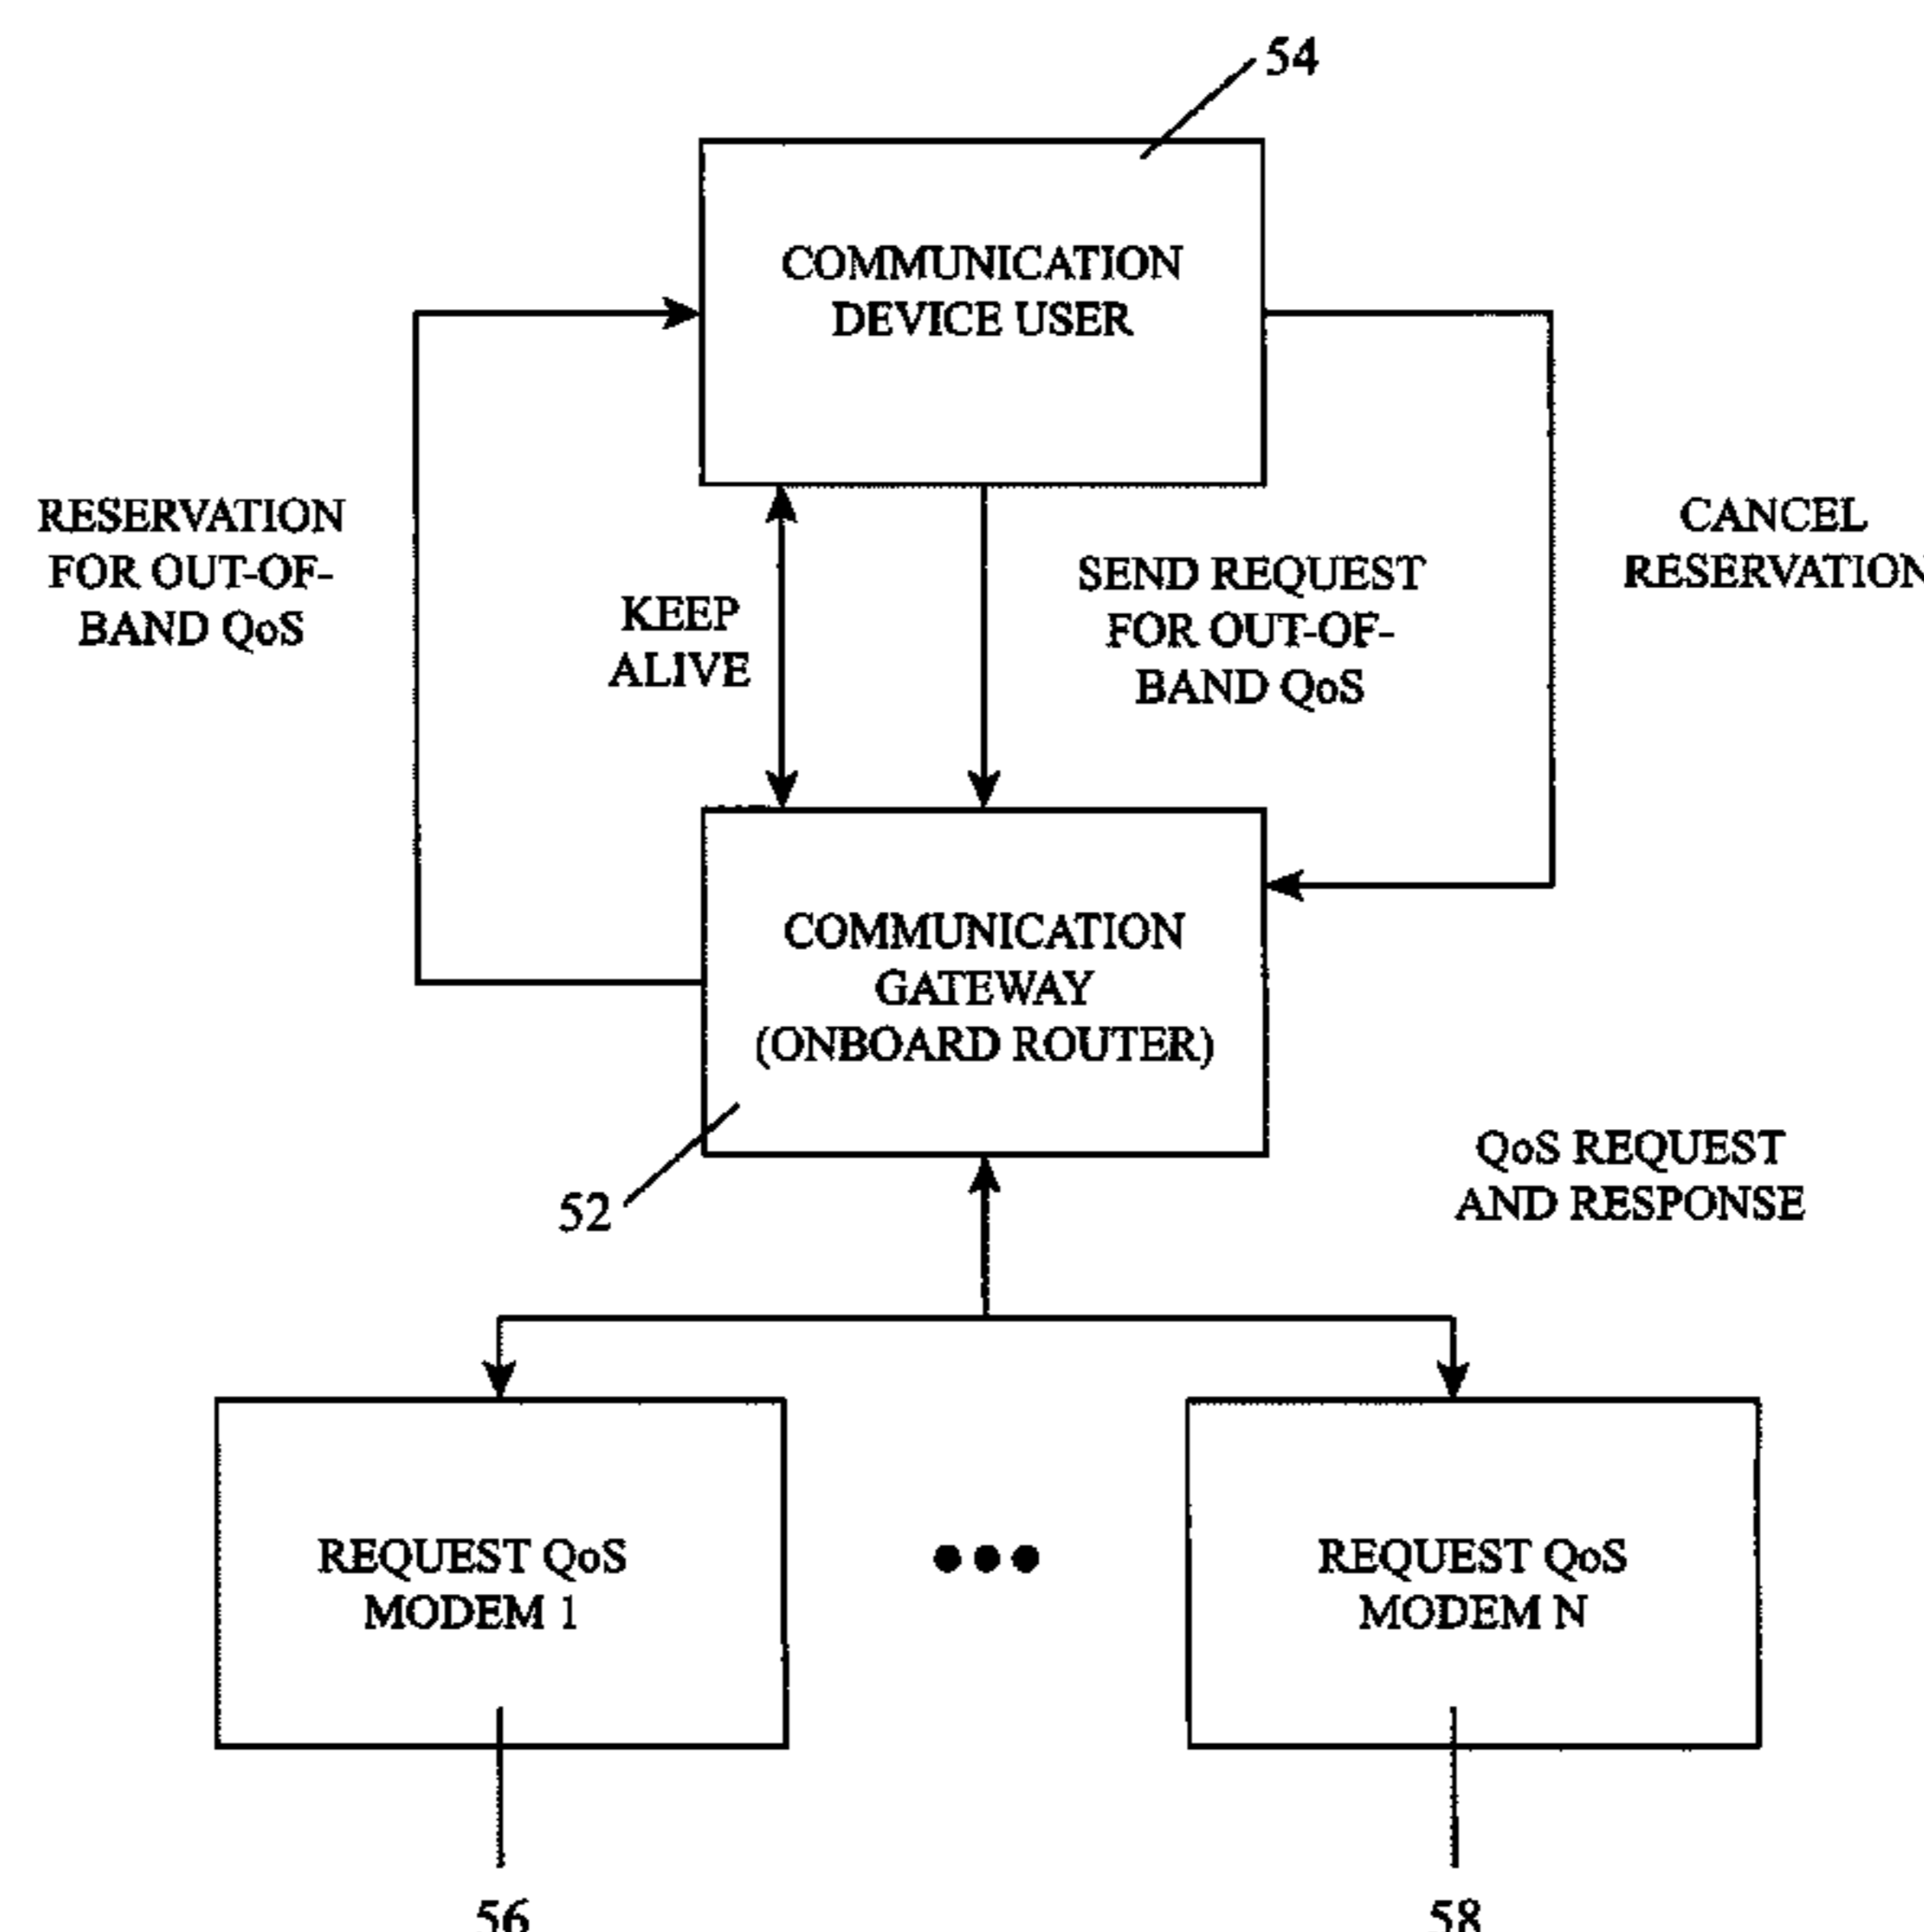 54
COMMUNICATION
DEVICE USER
RESERVATION
FOR OUT-OF-
BAND QoS
KEEP
ALIVE
SEND REQUEST
FOR OUT-OF-
BAND QoS
CANCEL
RESERVATION
COMMUNICATION
GATEWAY
(ONBOARD ROUTER)
52
QoS REQUEST
AND RESPONSE
REQUEST QoS
MODEM 1
REQUEST QoS
MODEM N
56
58